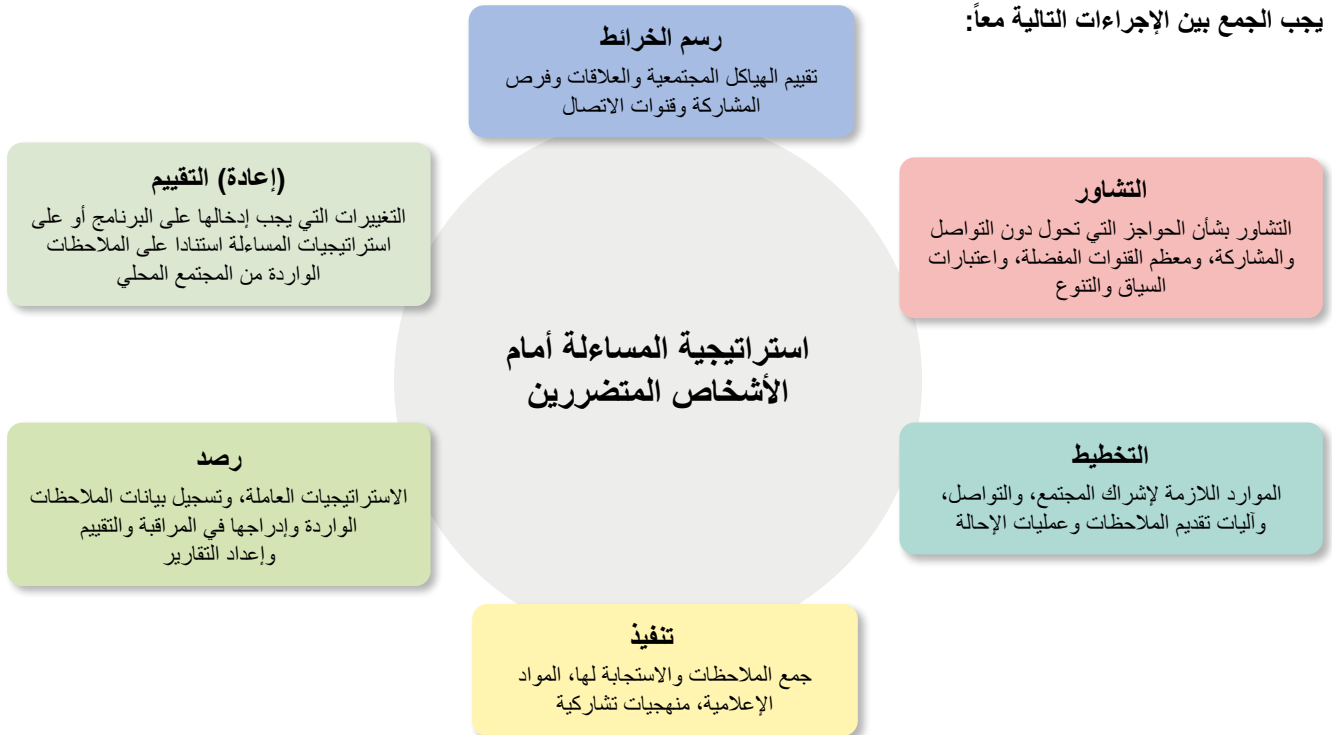 يجب الجمع بين الإجراءات التالية معاً:
رسم الخرائط
تقييم الهياكل المجتمعية والعلاقات وفرص
المشاركة وقنوات الاتصال
التشاور
التشاور بشأن الحواجز التي تحول دون التواصل
والمشاركة، ومعظم القنوات المفضلة، واعتبارات
السياق والتنوع
التخطيط
الموارد اللازمة لإشراك المجتمع، والتواصل،
وآليات تقديم الملاحظات وعمليات الإحالة
تنفيذ
جمع الملاحظات والاستجابة لها، المواد
الإعلامية، منهجيات تشاركية
رصد
الاستراتيجيات العاملة، وتسجيل بيانات الملاحظات
الواردة وإدراجها في المراقبة والتقييم
وإعداد التقارير
(إعادة) التقييم
التغييرات التي يجب إدخالها على البرنامج أو على
استراتيجيات المساءلة استنادا على الملاحظات
الواردة من المجتمع المحلي
استراتيجية المساءلة أمام
الأشخاص المتضررين